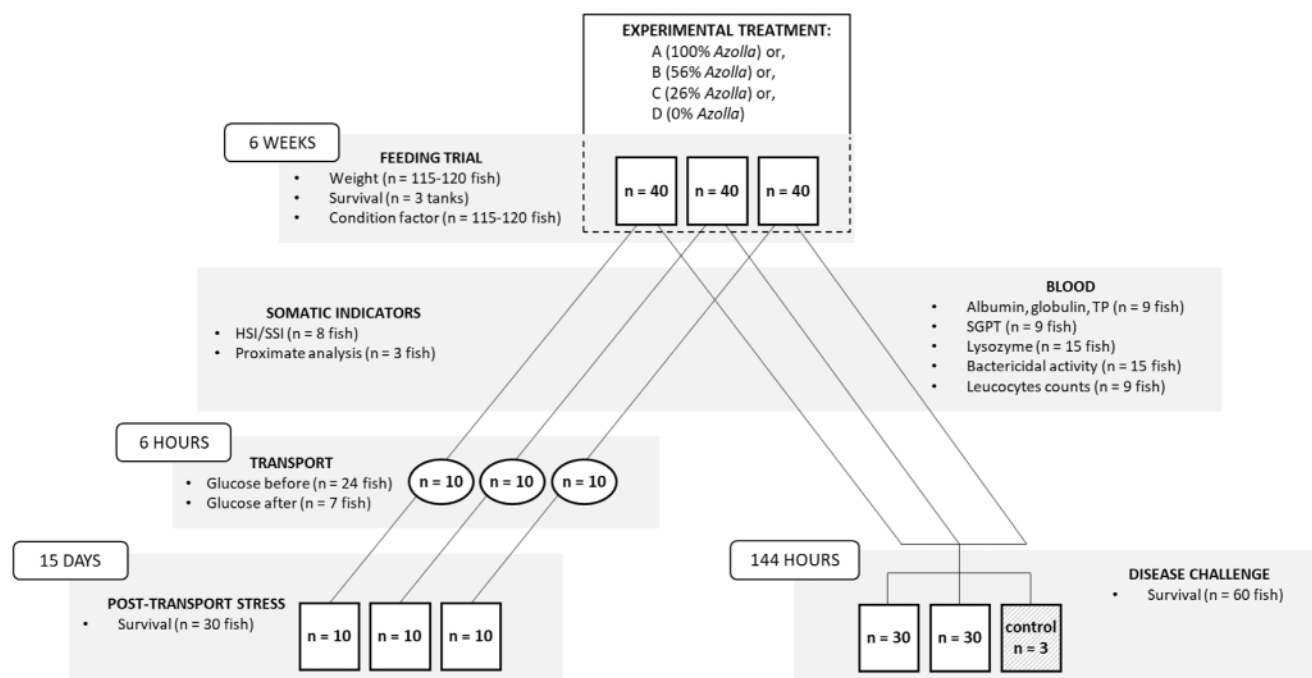 EXPERIMENTAL TREATMENT:
A (100% Azolla) or,
B (56% Azolla) or,
C (26% Azolla) or,
D (0% Azolla)
6 WEEKS
FEEDING TRIAL
• Weight (n = 115-120 fish)
• Survival (n = 3 tanks)
• Condition factor (n = 115-120 fish)
n = 40 n = 40 n = 40
SOMATIC INDICATORS
• HSI/SSI (n = 8 fish)
• Proximate analysis (n = 3 fish)
BLOOD
• Albumin, globulin, TP (n = 9 fish)
• SGPT (n = 9 fish)
• Lysozyme (n = 15 fish)
• Bactericidal activity (n = 15 fish)
• Leucocytes counts (n = 9 fish)
6 HOURS
TRANSPORT
• Glucose before (n = 24 fish)
• Glucose after (n = 7 fish)
n = 10 n = 10 n = 10
15 DAYS
POST-TRANSPORT STRESS
• Survival (n = 30 fish)
n = 10 n = 10 n = 10
144 HOURS
DISEASE CHALLENGE
• Survival (n = 60 fish)
n = 30 n = 30 control
n = 3